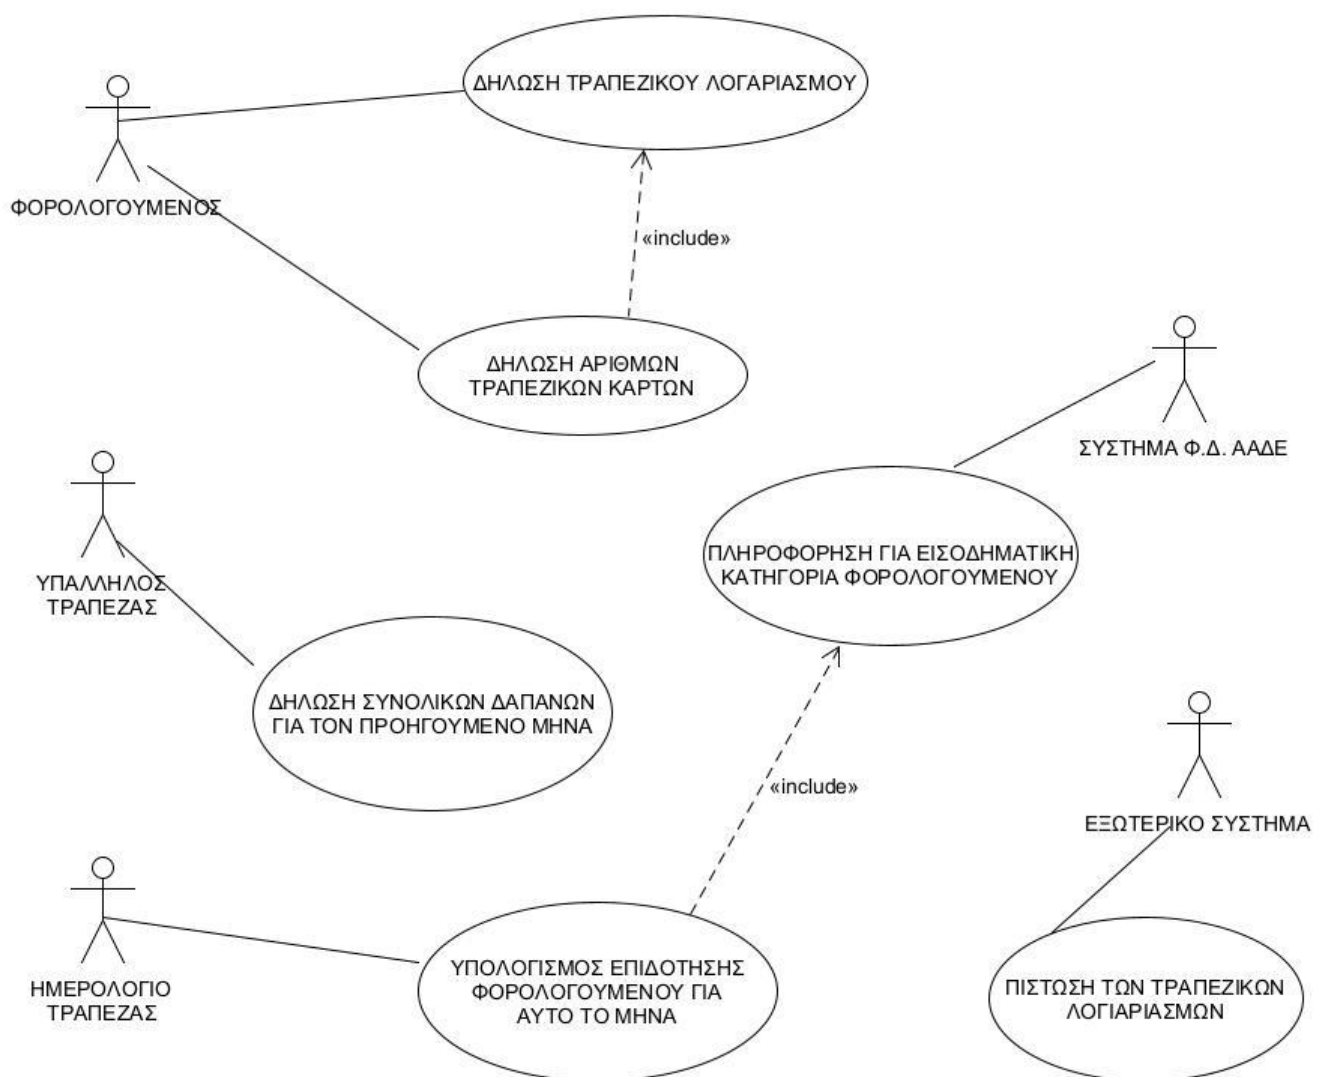 ΔΗΛΩΣΗ ΤΡΑΠΕΖΙΚΟΥ ΛΟΓΑΡΙΑΣΜΟΥ
ΦΟΡΟΛΟΓΟΥΜΕΝΟΣ
«include»
ΔΗΛΩΣΗ ΑΡΙΘΜΩΝ
ΤΡΑΠΕΖΙΚΩΝ ΚΑΡΤΩΝ
ΣΥΣΤΗΜΑ Φ.Δ. ΑΑΔΕ
ΥΠΑΛΛΗΛΟΣ
ΤΡΑΠΕΖΑΣ
ΠΛΗΡΟΦΟΡΗΣΗ ΓΙΑ ΕΙΣΟΔΗΜΑΤΙΚΗ
ΚΑΤΗΓΟΡΙΑ ΦΟΡΟΛΟΓΟΥΜΕΝΟΥ
ΔΗΛΩΣΗ ΣΥΝΟΛΙΚΩΝ ΔΑΠΑΝΩΝ
ΓΙΑ ΤΟΝ ΠΡΟΗΓΟΥΜΕΝΟ ΜΗΝΑ
«include»
ΕΞΩΤΕΡΙΚΟ ΣΥΣΤΗΜΑ
ΗΜΕΡΟΛΟΓΙΟ
ΤΡΑΠΕΖΑΣ
ΥΠΟΛΟΓΙΣΜΟΣ ΕΠΙΔΟΤΗΣΗΣ
ΦΟΡΟΛΟΓΟΥΜΕΝΟΥ ΓΙΑ
ΑΥΤΟ ΤΟ ΜΗΝΑ
ΠΙΣΤΩΣΗ ΤΩΝ ΤΡΑΠΕΖΙΚΩΝ
ΛΟΓΙΑΡΙΑΣΜΩΝ